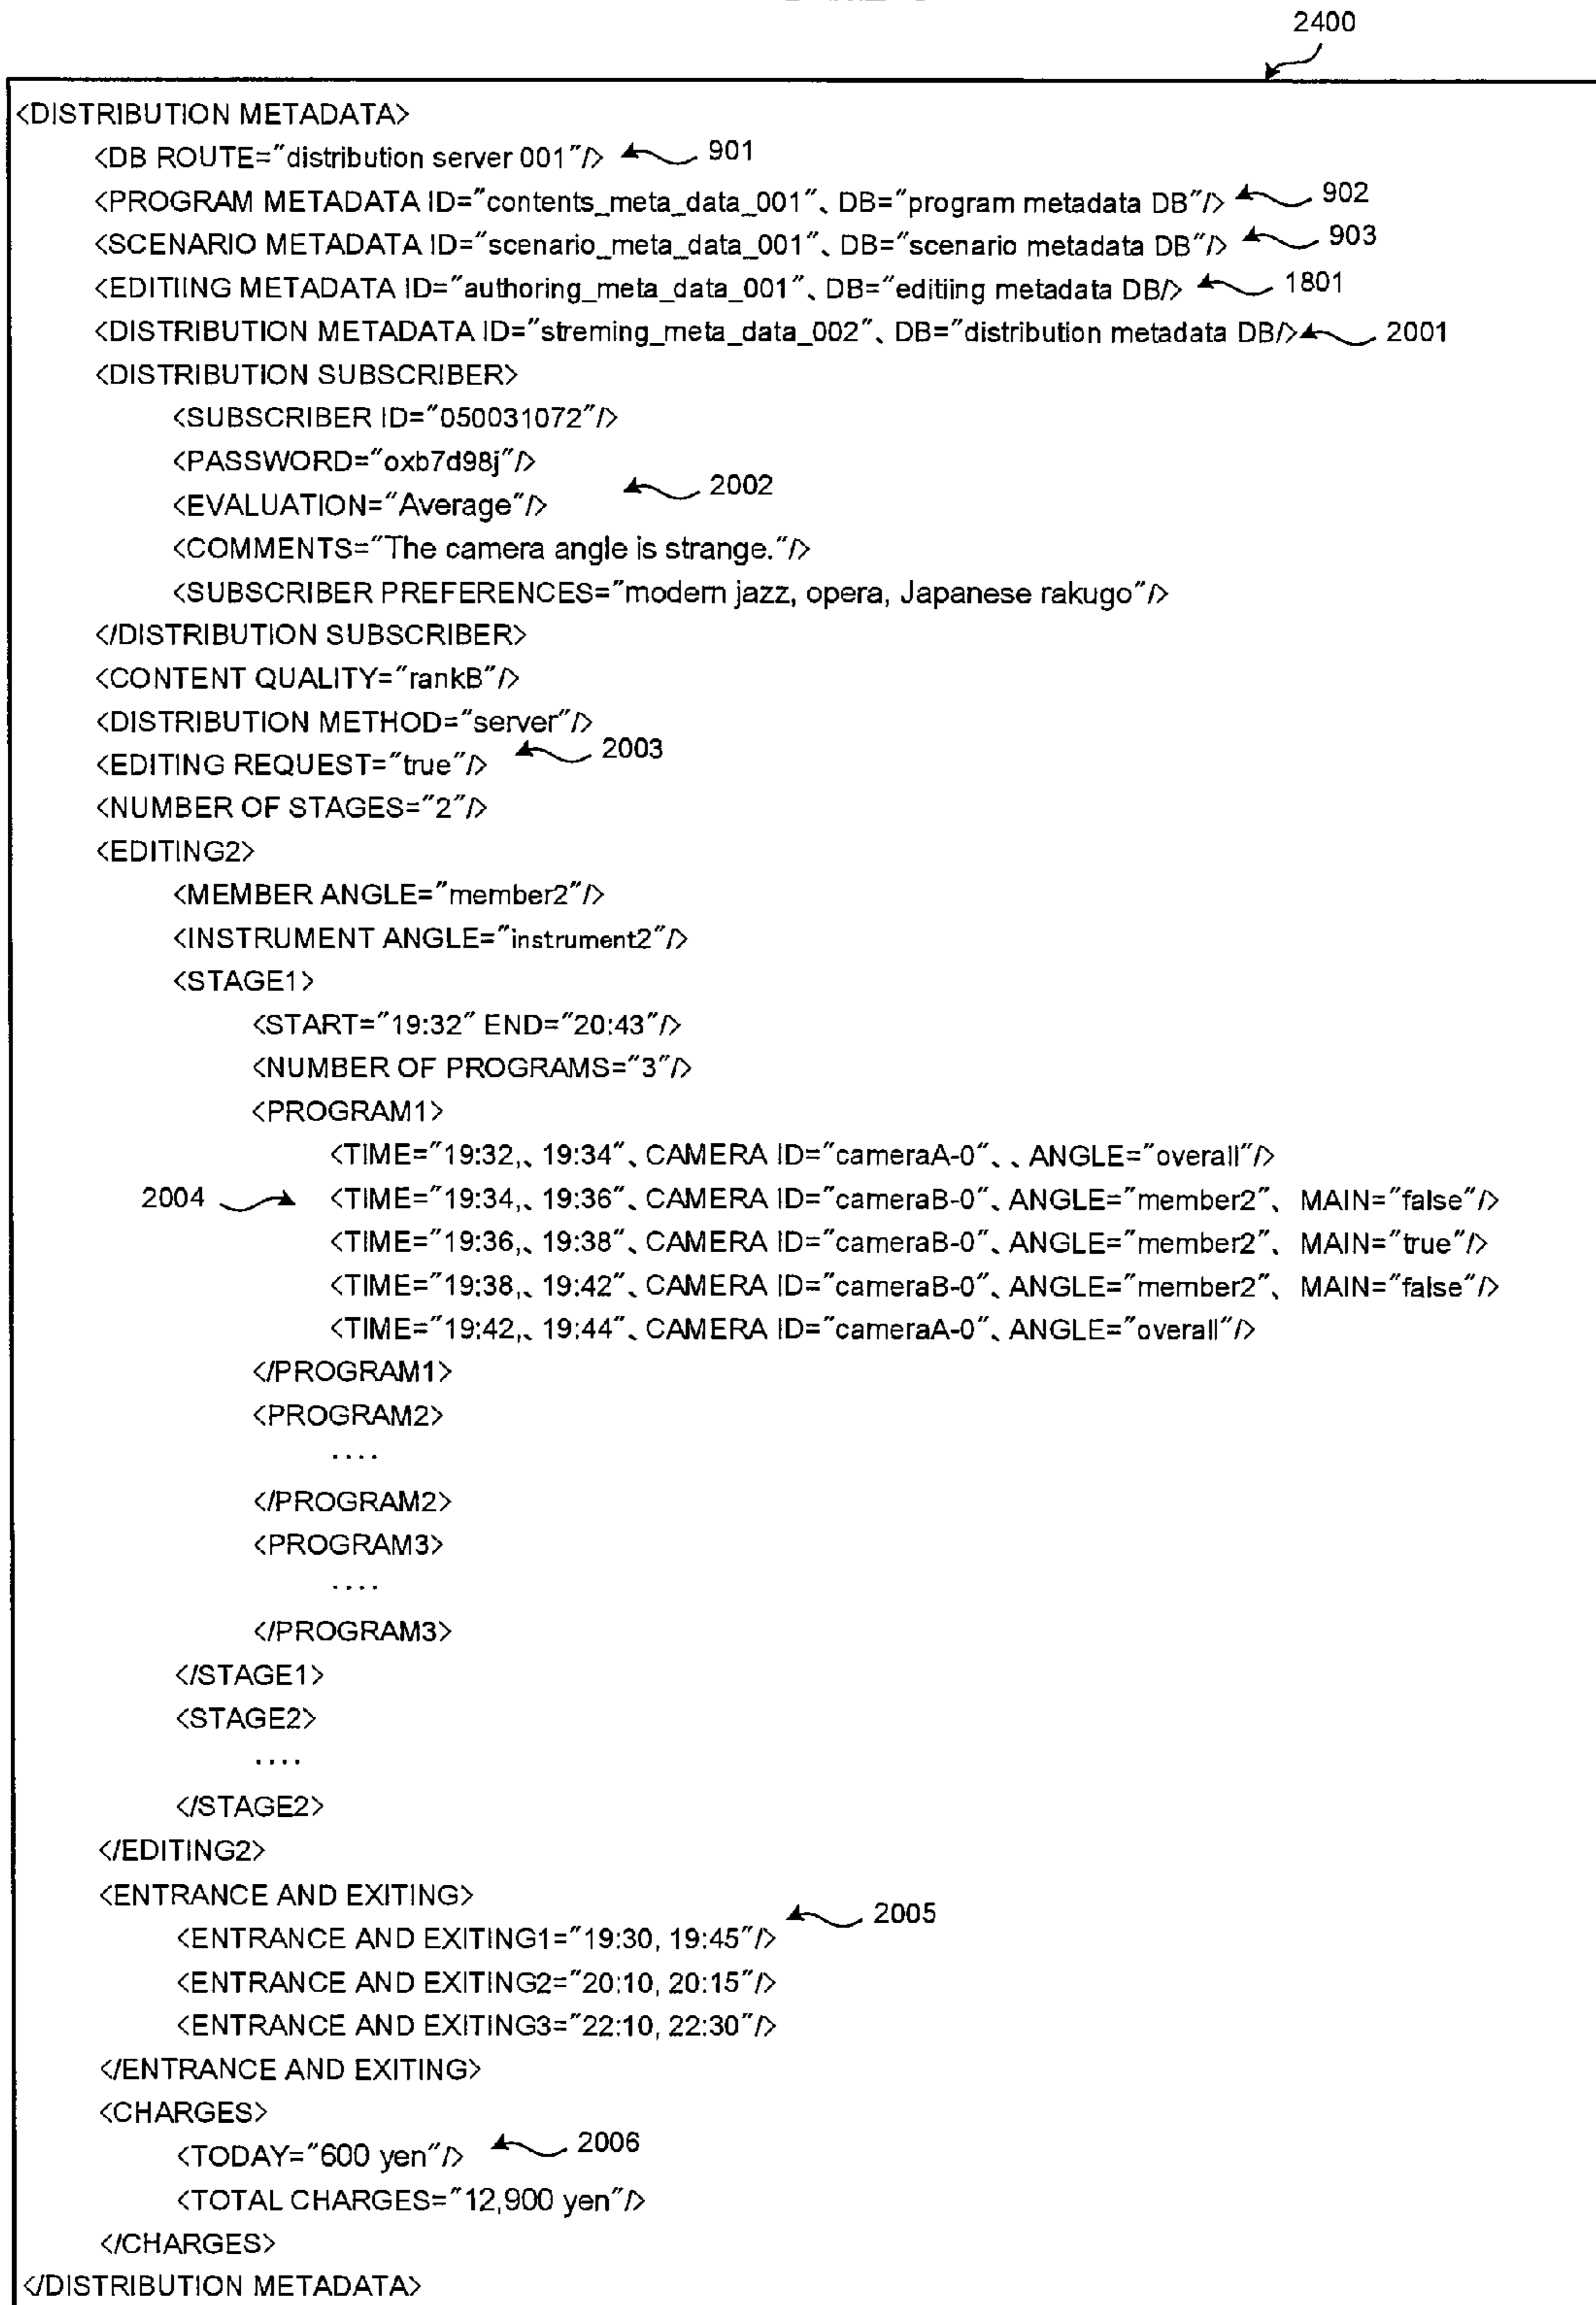 2400
<DISTRIBUTION METADATA>
<DB ROUTE="distribution server 001"/> 901
<PROGRAM METADATA ID="contents_meta_data_001"、DB="program metadata DB"/> 902
<SCENARIO METADATA ID="scenario_meta_data_001"、DB="scenario metadata DB"/> 903
<EDITIING METADATA ID="authoring_meta_data_001"、DB="editiing metadata DB/> 1801
<DISTRIBUTION METADATA ID="streming_meta_data_002"、DB="distribution metadata DB/> 2001
<DISTRIBUTION SUBSCRIBER>
<SUBSCRIBER ID="050031072"/>
<PASSWORD="oxb7d98j"/>
2002
<EVALUATION="Average"/>
<COMMENTS="The camera angle is strange."/>
<SUBSCRIBER PREFERENCES="modern jazz, opera, Japanese rakugo"/>
</DISTRIBUTION SUBSCRIBER>
<CONTENT QUALITY="rankB"/>
<DISTRIBUTION METHOD="server"/>
<EDITING REQUEST="true"/> 2003
<NUMBER OF STAGES="2"/>
<EDITING2>
<MEMBER ANGLE="member2"/>
<INSTRUMENT ANGLE="instrument2"/>
<STAGE1>
<START="19:32" END="20:43"/>
<NUMBER OF PROGRAMS="3"/>
<PROGRAM1>
<TIME="19:32,、19:34"、CAMERA ID="cameraA-0"、、ANGLE="overall"/>
2004 <TIME="19:34,、19:36"、CAMERA ID="cameraB-0"、ANGLE="member2"、 MAIN="false"/>
<TIME="19:36,、19:38"、CAMERA ID="cameraB-0"、ANGLE="member2"、 MAIN="true"/>
<TIME="19:38,、19:42"、CAMERA ID="cameraB-0"、ANGLE="member2"、 MAIN="false"/>
<TIME="19:42,、19:44"、CAMERA ID="cameraA-0"、ANGLE="overall"/>
</PROGRAM1>
<PROGRAM2>
....
</PROGRAM2>
<PROGRAM3>
....
</PROGRAM3>
</STAGE1>
<STAGE2>
....
</STAGE2>
</EDITING2>
<ENTRANCE AND EXITING>
2005
<ENTRANCE AND EXITING1="19:30, 19:45"/>
<ENTRANCE AND EXITING2="20:10, 20:15"/>
<ENTRANCE AND EXITING3="22:10, 22:30"/>
</ENTRANCE AND EXITING>
<CHARGES>
<TODAY="600 yen"/> 2006
<TOTAL CHARGES="12,900 yen"/>
</CHARGES>
</DISTRIBUTION METADATA>